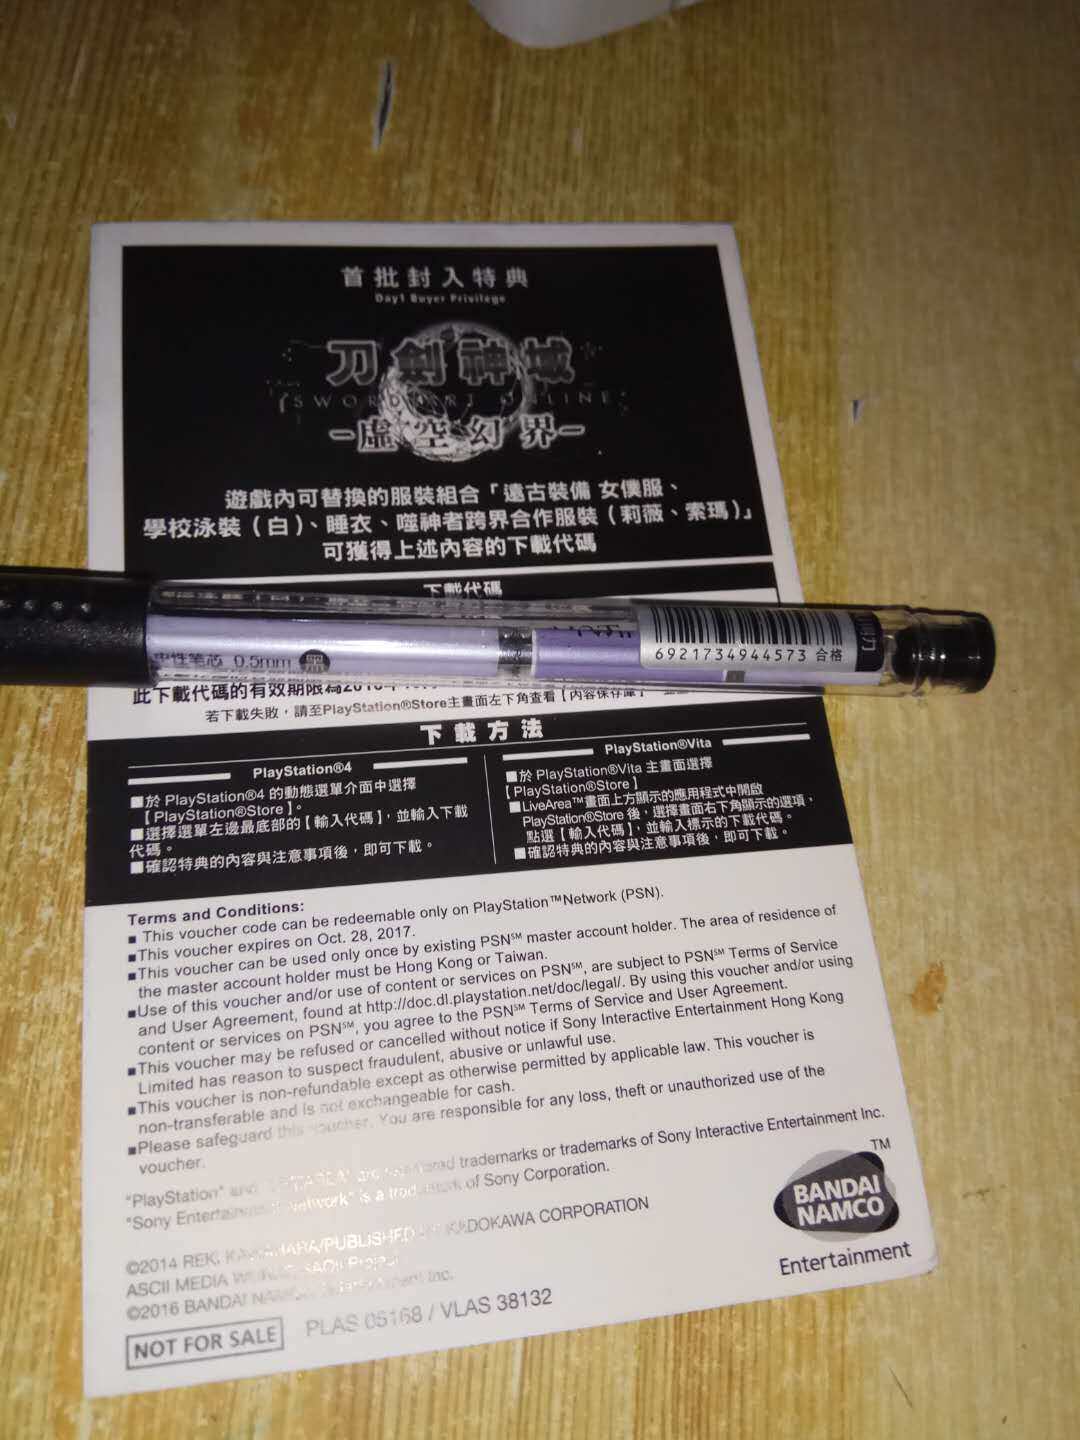 首批封入特典
Day1 Buyer Privilege
刀劍神域
SWORD ART ONLINE
-虛空幻界-
遊戲內可替換的服裝組合「遠古裝備 女僕服、
學校泳裝（白）、睡衣、噬神者跨界合作服裝（莉薇、索瑪）」
可獲得上述內容的下載代碼
下載代碼
6921734944573 合格
中性笔芯 0.5mm 黑
此下載代碼的有效期限為
若下載失敗，請至PlayStation®Store主畫面左下角查看【內容保存庫】
下載方法
PlayStation®4
■於 PlayStation®4 的動態選單介面中選擇
【PlayStation®Store】。
■選擇選單左邊最底部的【輸入代碼】，並輸入下載
代碼。
■確認特典的內容與注意事項後，即可下載。
PlayStation®Vita
■於 PlayStation®Vita 主畫面選擇
【PlayStation®Store】
■LiveArea™畫面上方顯示的應用程式中開啟
PlayStation®Store 後，選擇畫面右下角顯示的選項，
點選【輸入代碼】，並輸入標示的下載代碼。
■確認特典的內容與注意事項後，即可下載。
Terms and Conditions:
■ This voucher code can be redeemable only on PlayStation™Network (PSN).
■This voucher expires on Oct. 28, 2017.
■This voucher can be used only once by existing PSN℠ master account holder. The area of residence of
the master account holder must be Hong Kong or Taiwan.
■Use of this voucher and/or use of content or services on PSN℠, are subject to PSN℠ Terms of Service
and User Agreement, found at http://doc.dl.playstation.net/doc/legal/. By using this voucher and/or using
content or services on PSN℠, you agree to the PSN℠ Terms of Service and User Agreement.
■This voucher may be refused or cancelled without notice if Sony Interactive Entertainment Hong Kong
Limited has reason to suspect fraudulent, abusive or unlawful use.
■This voucher is non-refundable except as otherwise permitted by applicable law. This voucher is
non-transferable and is not exchangeable for cash.
■Please safeguard this voucher. You are responsible for any loss, theft or unauthorized use of the
voucher.
"PlayStation" and are registered trademarks or trademarks of Sony Interactive Entertainment Inc.
"Sony Entertainment Network" is a trademark of Sony Corporation.
©2014 REKI KAWAHARA/PUBLISHED BY KADOKAWA CORPORATION
ASCII MEDIA WORKS/SAOII Project
©2016 BANDAI NAMCO Entertainment Inc.
NOT FOR SALE
PLAS 05168 / VLAS 38132
BANDAI
NAMCO
TM
Entertainment